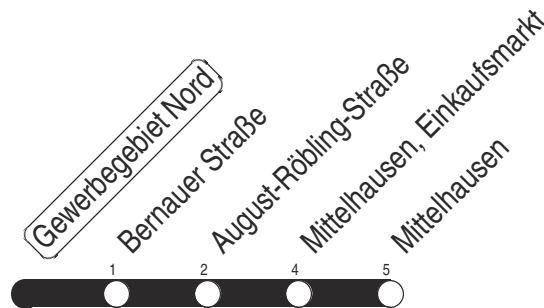 Gewerbegebiet Nord
Bernauer Straße
August-Röbling-Straße
Mittelhausen, Einkaufsmarkt
Mittelhausen
1 2 4 5